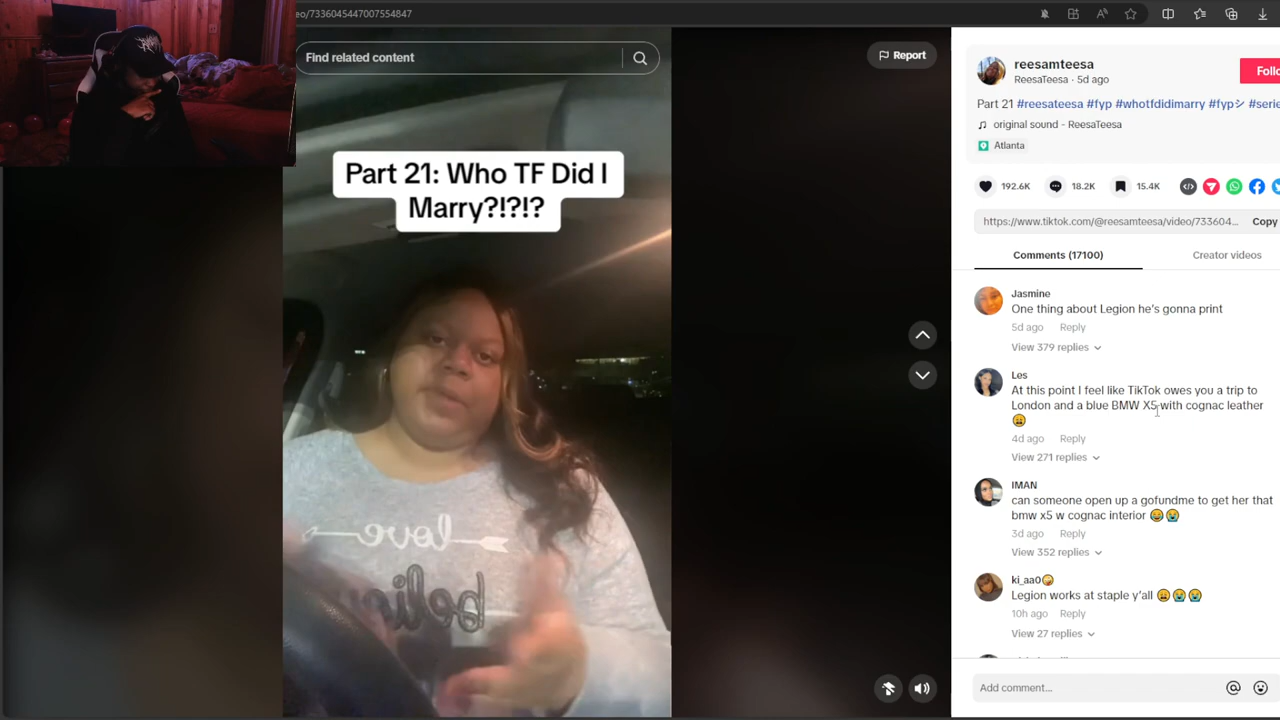 eo/7336045447007554847
Find related content
Report
Part 21: Who TF Did I
Marry?!?!?
love
reesamteesa
ReesaTeesa · 5d ago
Follo
Part 21 #reesateesa #fyp #whotfdidimarry #fypシ #serie
original sound - ReesaTeesa
Atlanta
192.6K
18.2K
15.4K
https://www.tiktok.com/@reesamteesa/video/733604...
Copy
Comments (17100)
Creator videos
Jasmine
One thing about Legion he's gonna print
5d ago Reply
View 379 replies
Les
At this point I feel like TikTok owes you a trip to
London and a blue BMW X5 with cognac leather
😩
4d ago Reply
View 271 replies
IMAN
can someone open up a gofundme to get her that
bmw x5 w cognac interior 😂😭
3d ago Reply
View 352 replies
ki_aa0🤪
Legion works at staple y'all 😩😭😭
10h ago Reply
View 27 replies
Add comment...